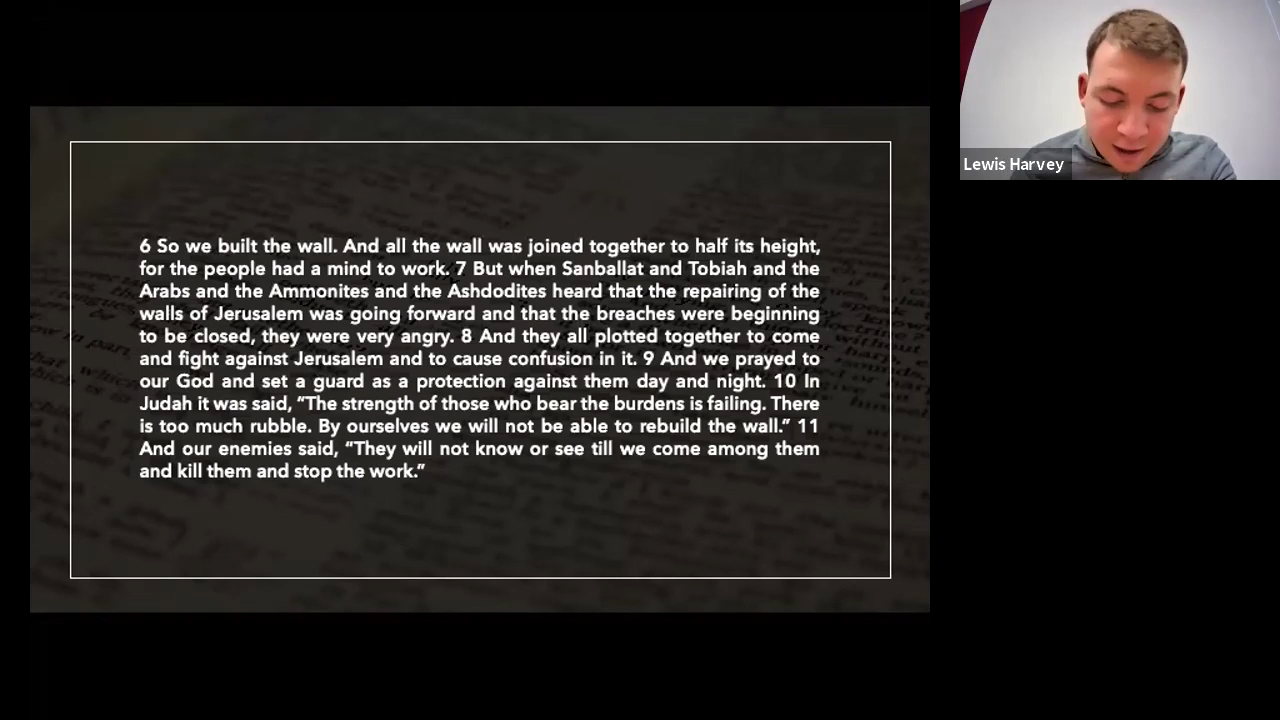 6 So we built the wall. And all the wall was joined together to half its height,
for the people had a mind to work. 7 But when Sanballat and Tobiah and the
Arabs and the Ammonites and the Ashdodites heard that the repairing of the
walls of Jerusalem was going forward and that the breaches were beginning
to be closed, they were very angry. 8 And they all plotted together to come
and fight against Jerusalem and to cause confusion in it. 9 And we prayed to
our God and set a guard as a protection against them day and night. 10 In
Judah it was said, “The strength of those who bear the burdens is failing. There
is too much rubble. By ourselves we will not be able to rebuild the wall.” 11
And our enemies said, “They will not know or see till we come among them
and kill them and stop the work.”
Lewis Harvey